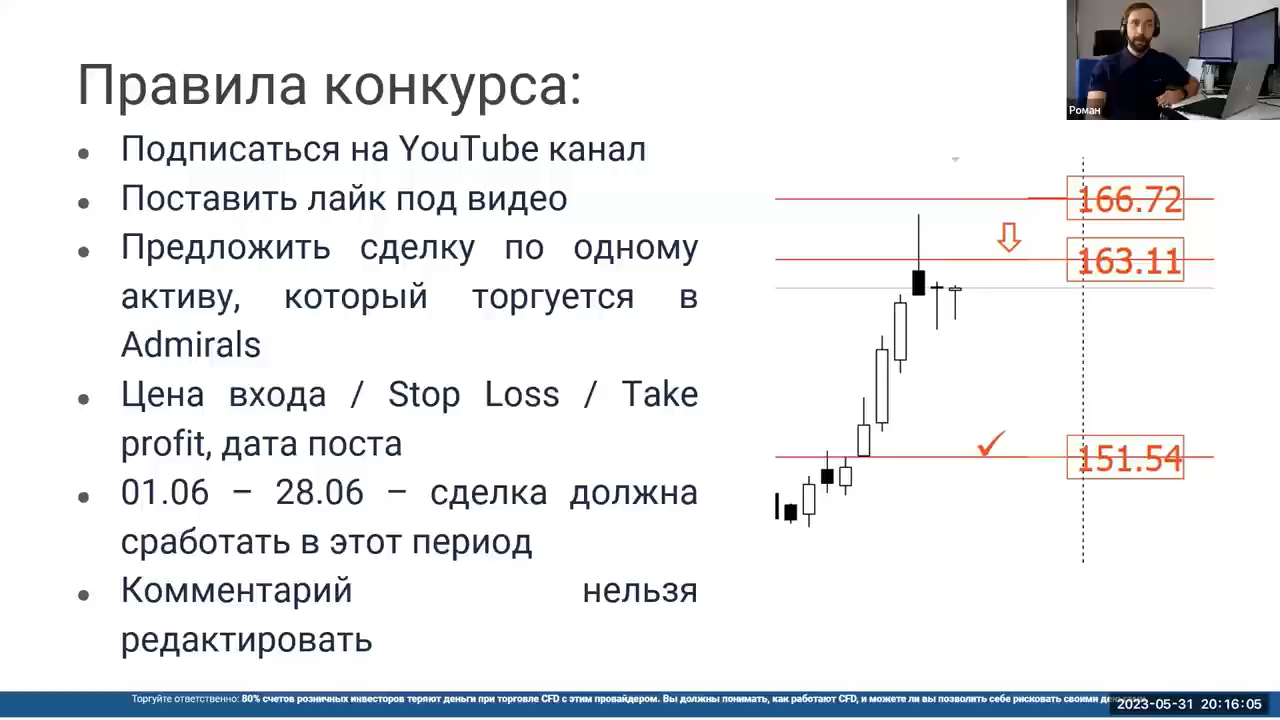 Правила конкурса:
Подписаться на YouTube канал
Поставить лайк под видео
Предложить сделку по одному
активу, который торгуется в
Admirals
Цена входа / Stop Loss / Take
profit, дата поста
01.06 – 28.06 – сделка должна
сработать в этот период
Комментарий нельзя
редактировать
Роман
166.72
163.11
151.54
Торгуйте ответственно: 80% счетов розничных инвесторов теряют деньги при торговле CFD с этим провайдером. Вы должны понимать, как работают CFD, и можете ли вы позволить себе рисковать своими
2023-05-31 20:16:05